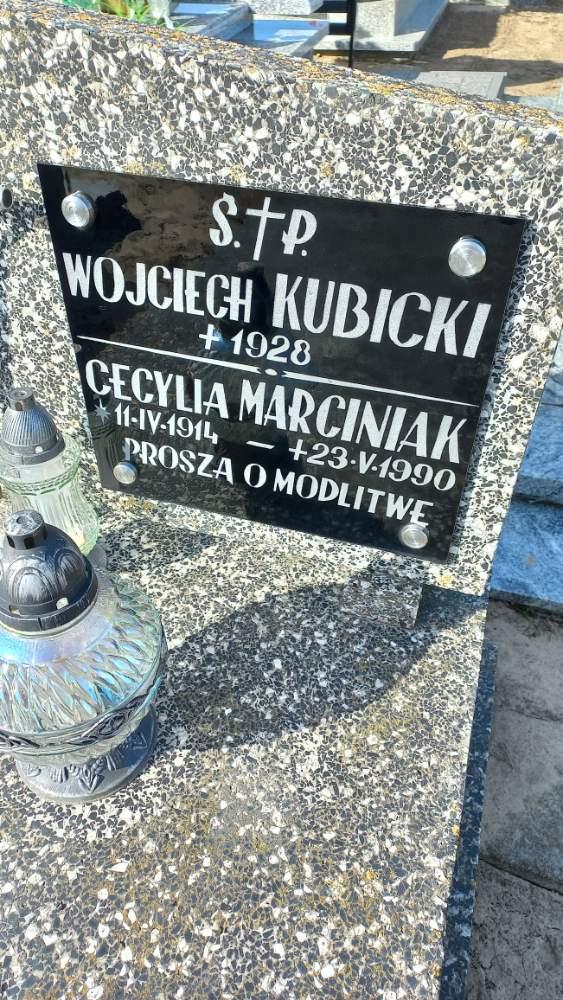 Ś.†P.
WOJCIECH KUBICKI
+ 1928
CECYLIA MARCINIAK
* 11·IV·1914 — +23·V·1990
PROSZĄ O MODLITWĘ